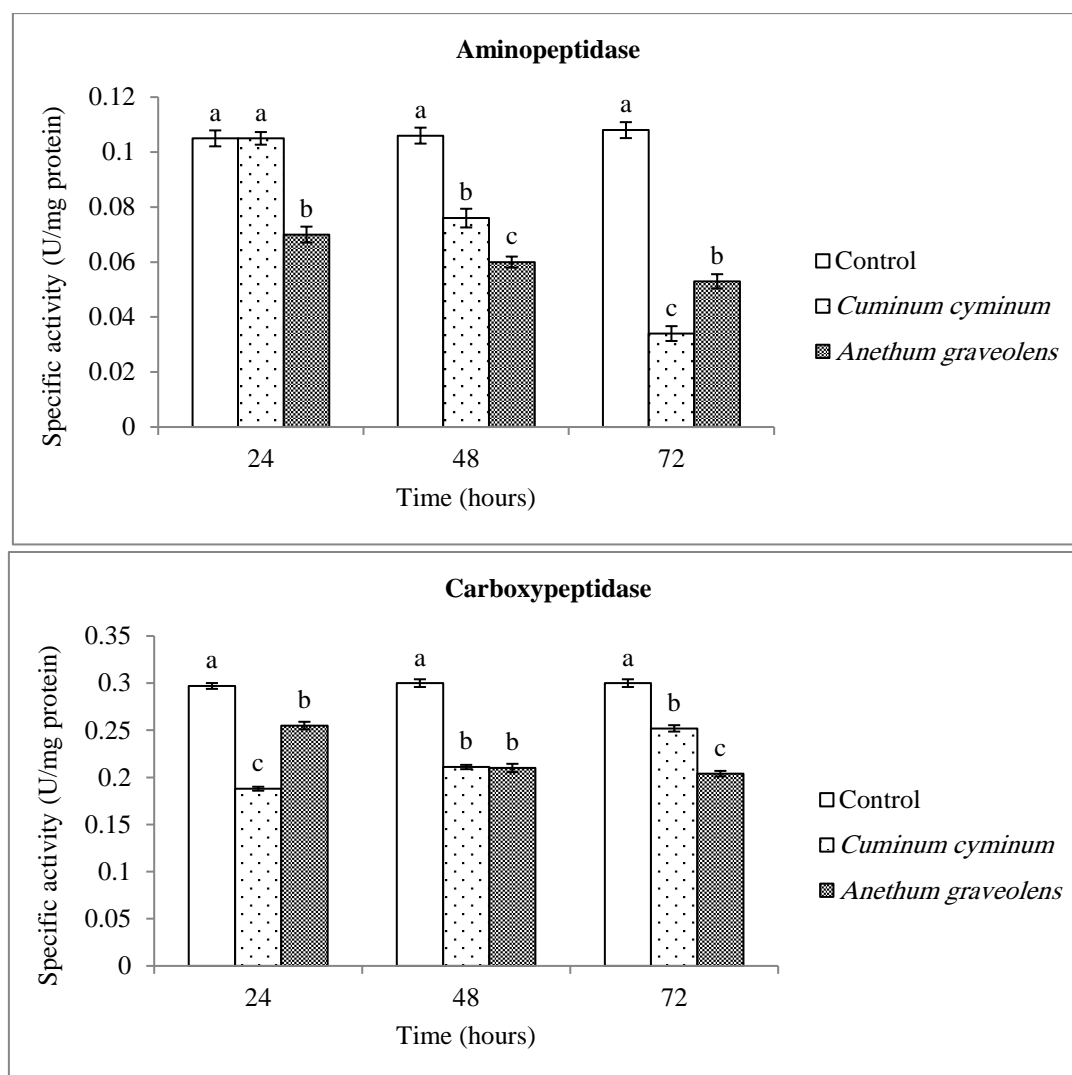 Aminopeptidase
Specific activity (U/mg protein)
0.12
0.1
0.08
0.06
0.04
0.02
0
a
a
b
a
b
c
a
c
b
24
48
72
Time (hours)
Control
Cuminum cyminum
Anethum graveolens
Carboxypeptidase
Specific activity (U/mg protein)
0.35
0.3
0.25
0.2
0.15
0.1
0.05
0
a
c
b
a
b
b
a
b
c
24
48
72
Time (hours)
Control
Cuminum cyminum
Anethum graveolens